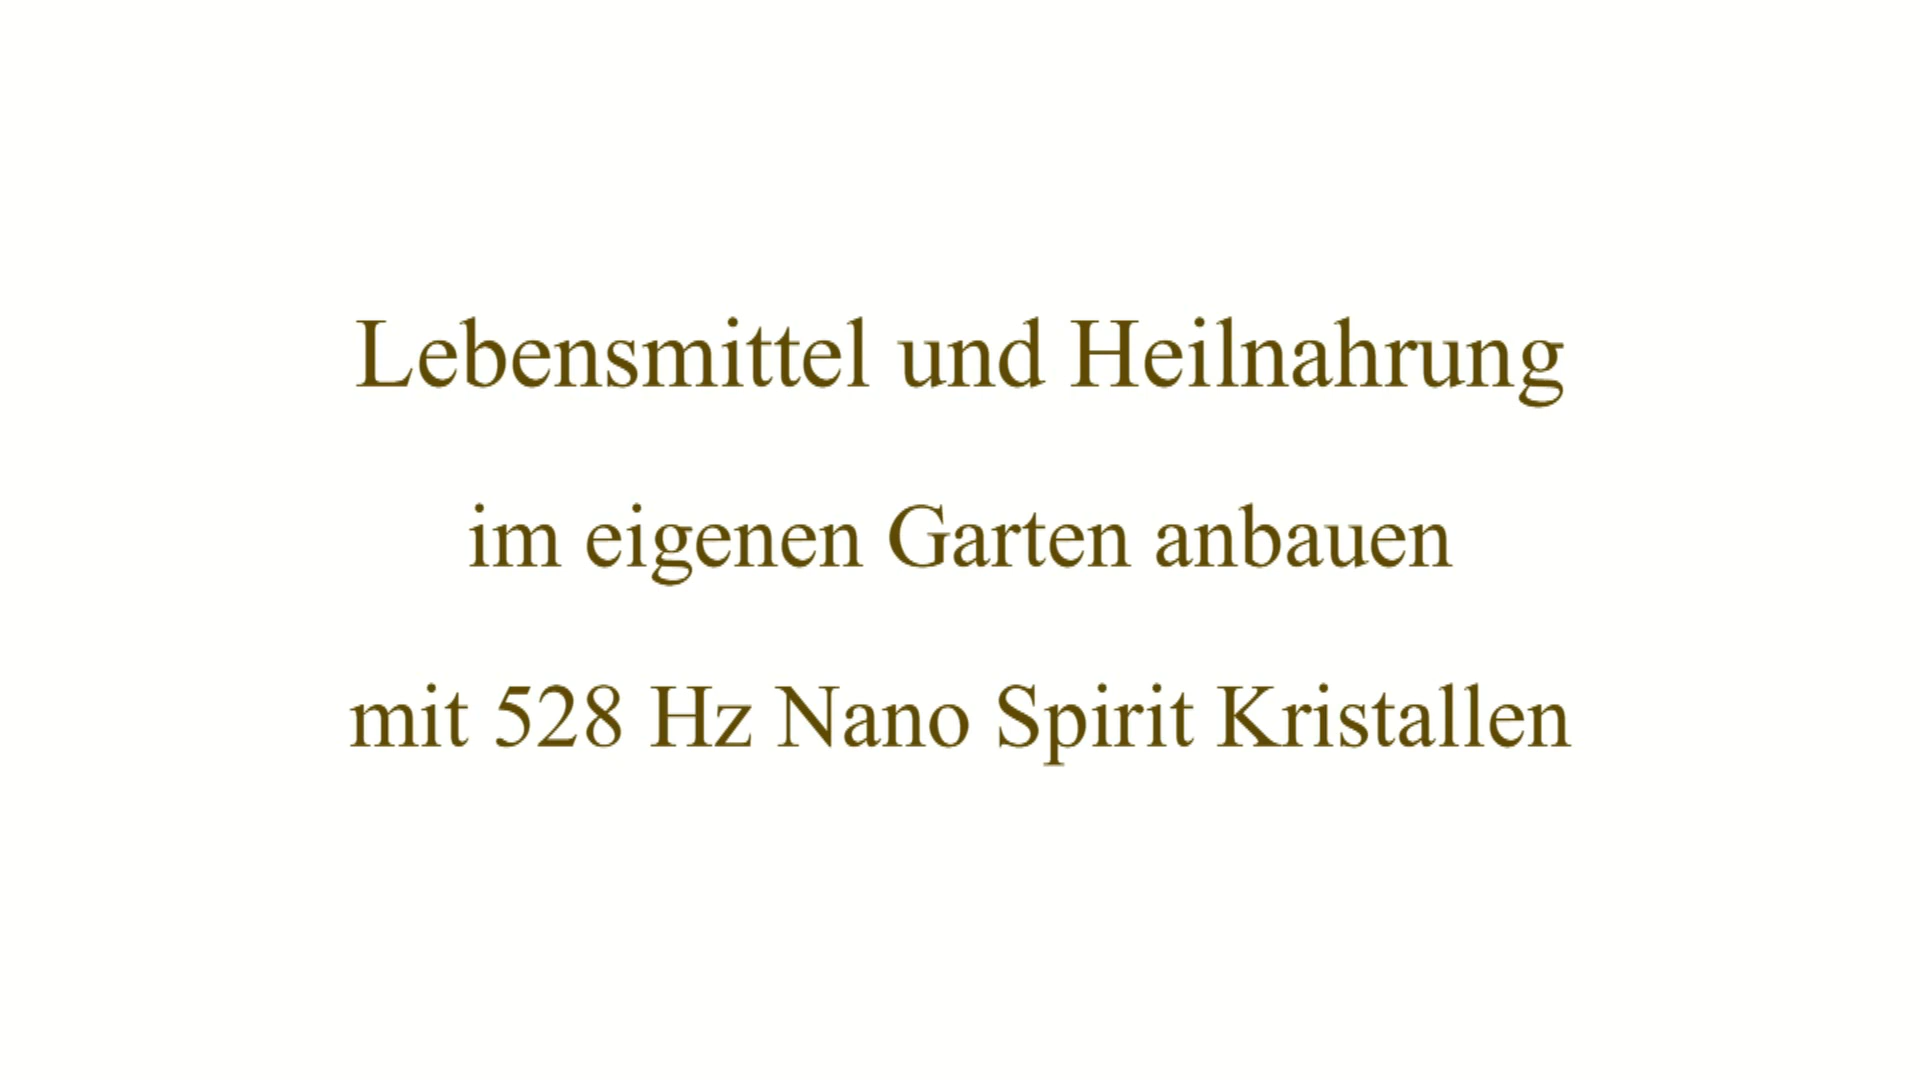 Lebensmittel und Heilnahrung
im eigenen Garten anbauen
mit 528 Hz Nano Spirit Kristallen